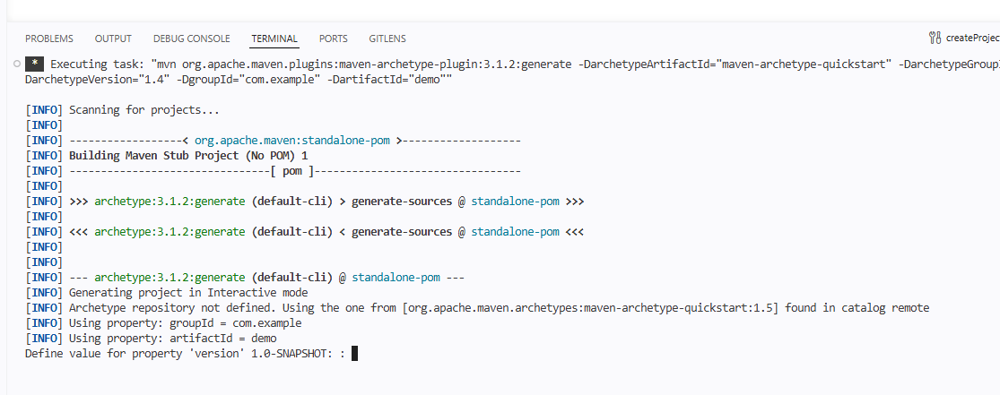 PROBLEMS OUTPUT DEBUG CONSOLE TERMINAL PORTS GITLENS createProjec
* Executing task: "mvn org.apache.maven.plugins:maven-archetype-plugin:3.1.2:generate -DarchetypeArtifactId="maven-archetype-quickstart" -DarchetypeGroupI
DarchetypeVersion="1.4" -DgroupId="com.example" -DartifactId="demo""
[INFO] Scanning for projects...
[INFO]
[INFO] ------------------< org.apache.maven:standalone-pom >-------------------
[INFO] Building Maven Stub Project (No POM) 1
[INFO] --------------------------------[ pom ]---------------------------------
[INFO]
[INFO] >>> archetype:3.1.2:generate (default-cli) > generate-sources @ standalone-pom >>>
[INFO]
[INFO] <<< archetype:3.1.2:generate (default-cli) < generate-sources @ standalone-pom <<<
[INFO]
[INFO]
[INFO] --- archetype:3.1.2:generate (default-cli) @ standalone-pom ---
[INFO] Generating project in Interactive mode
[INFO] Archetype repository not defined. Using the one from [org.apache.maven.archetypes:maven-archetype-quickstart:1.5] found in catalog remote
[INFO] Using property: groupId = com.example
[INFO] Using property: artifactId = demo
Define value for property 'version' 1.0-SNAPSHOT: :